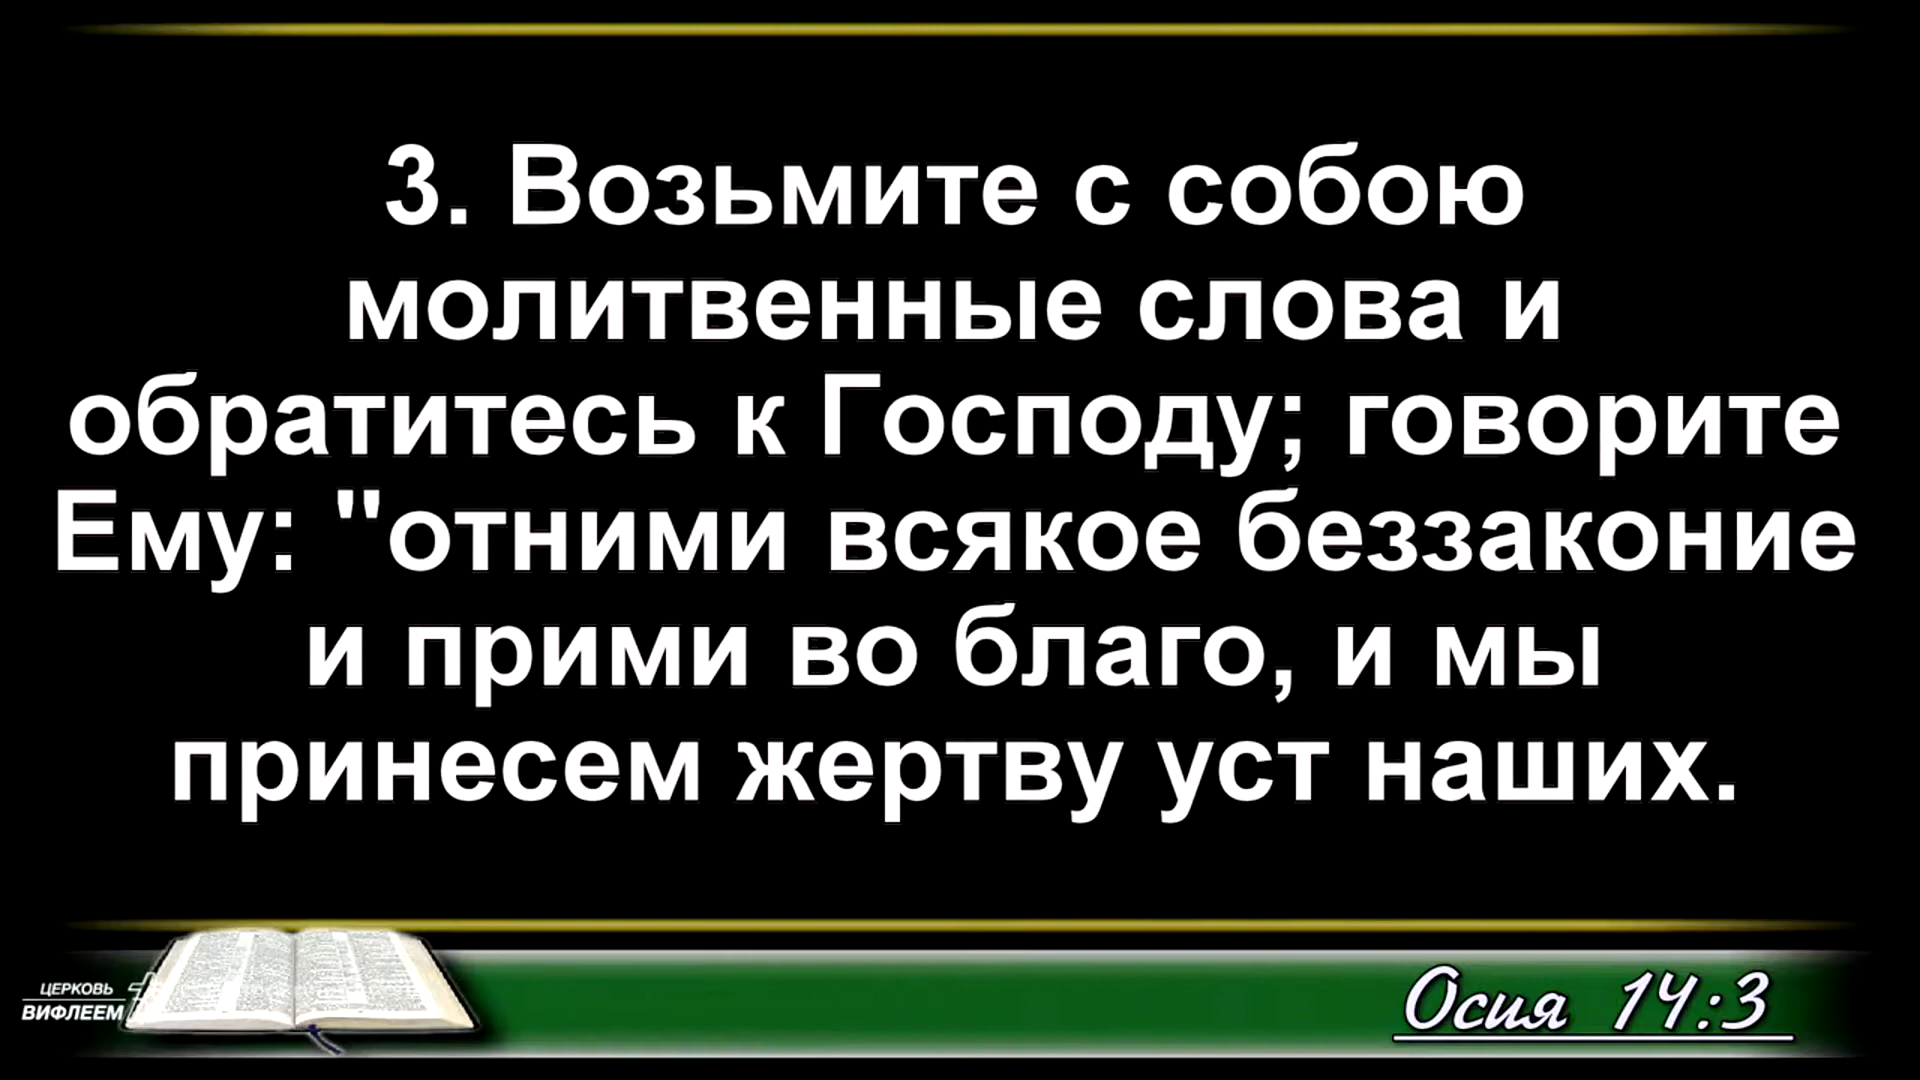 3. Возьмите с собою
молитвенные слова и
обратитесь к Господу; говорите
Ему: "отними всякое беззаконие
и прими во благо, и мы
принесем жертву уст наших.
ЦЕРКОВЬ
ВИФЛЕЕМ
Осия 14:3